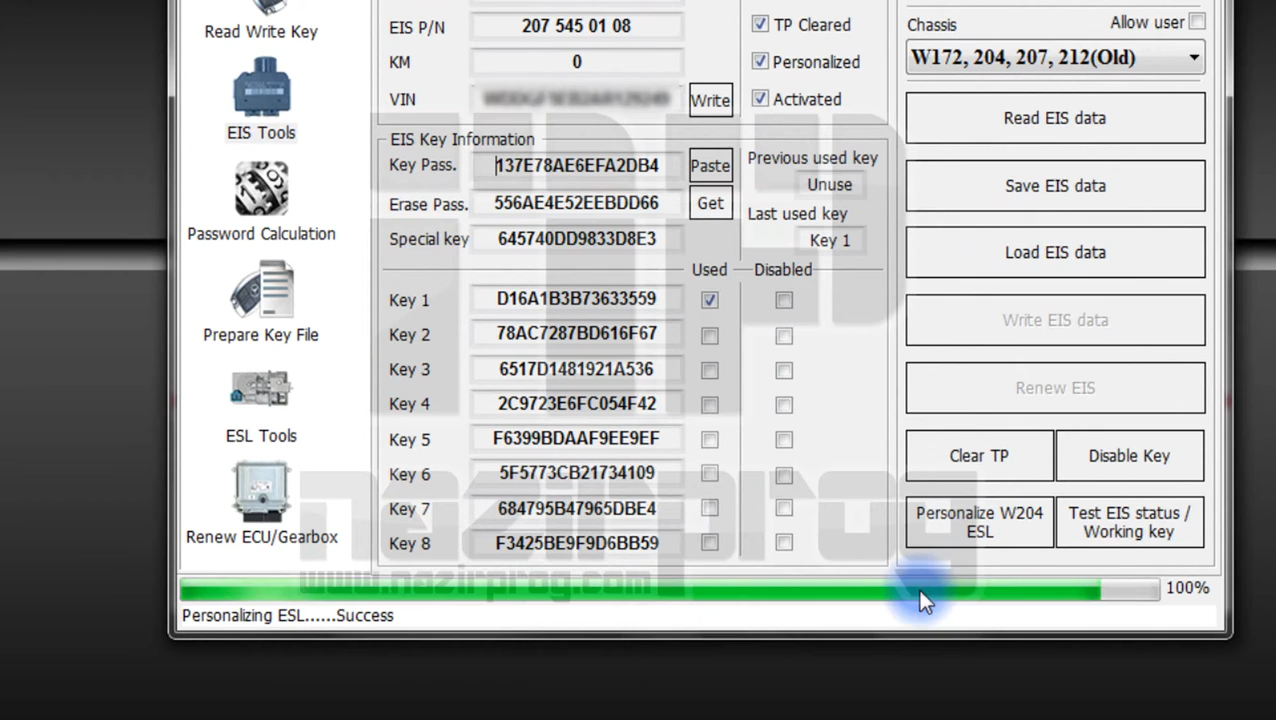 Read Write Key
EIS Tools
Password Calculation
Prepare Key File
ESL Tools
Renew ECU/Gearbox
EIS P/N 207 545 01 08
KM 0
VIN Write
TP Cleared
Personalized
Activated
EIS Key Information
Key Pass. 137E78AE6EFA2DB4 Paste
Erase Pass. 556AE4E52EEBDD66 Get
Special key 645740DD9833D8E3
Previous used key
Unuse
Last used key
Key 1
Used Disabled
Key 1 D16A1B3B73633559
Key 2 78AC7287BD616F67
Key 3 6517D1481921A536
Key 4 2C9723E6FC054F42
Key 5 F6399BDAAF9EE9EF
Key 6 5F5773CB21734109
Key 7 684795B47965DBE4
Key 8 F3425BE9F9D6BB59
Chassis Allow user
W172, 204, 207, 212(Old)
Read EIS data
Save EIS data
Load EIS data
Write EIS data
Renew EIS
Clear TP Disable Key
Personalize W204
ESL
Test EIS status /
Working key
nazirprog
www.nazirprog.com
100%
Personalizing ESL......Success